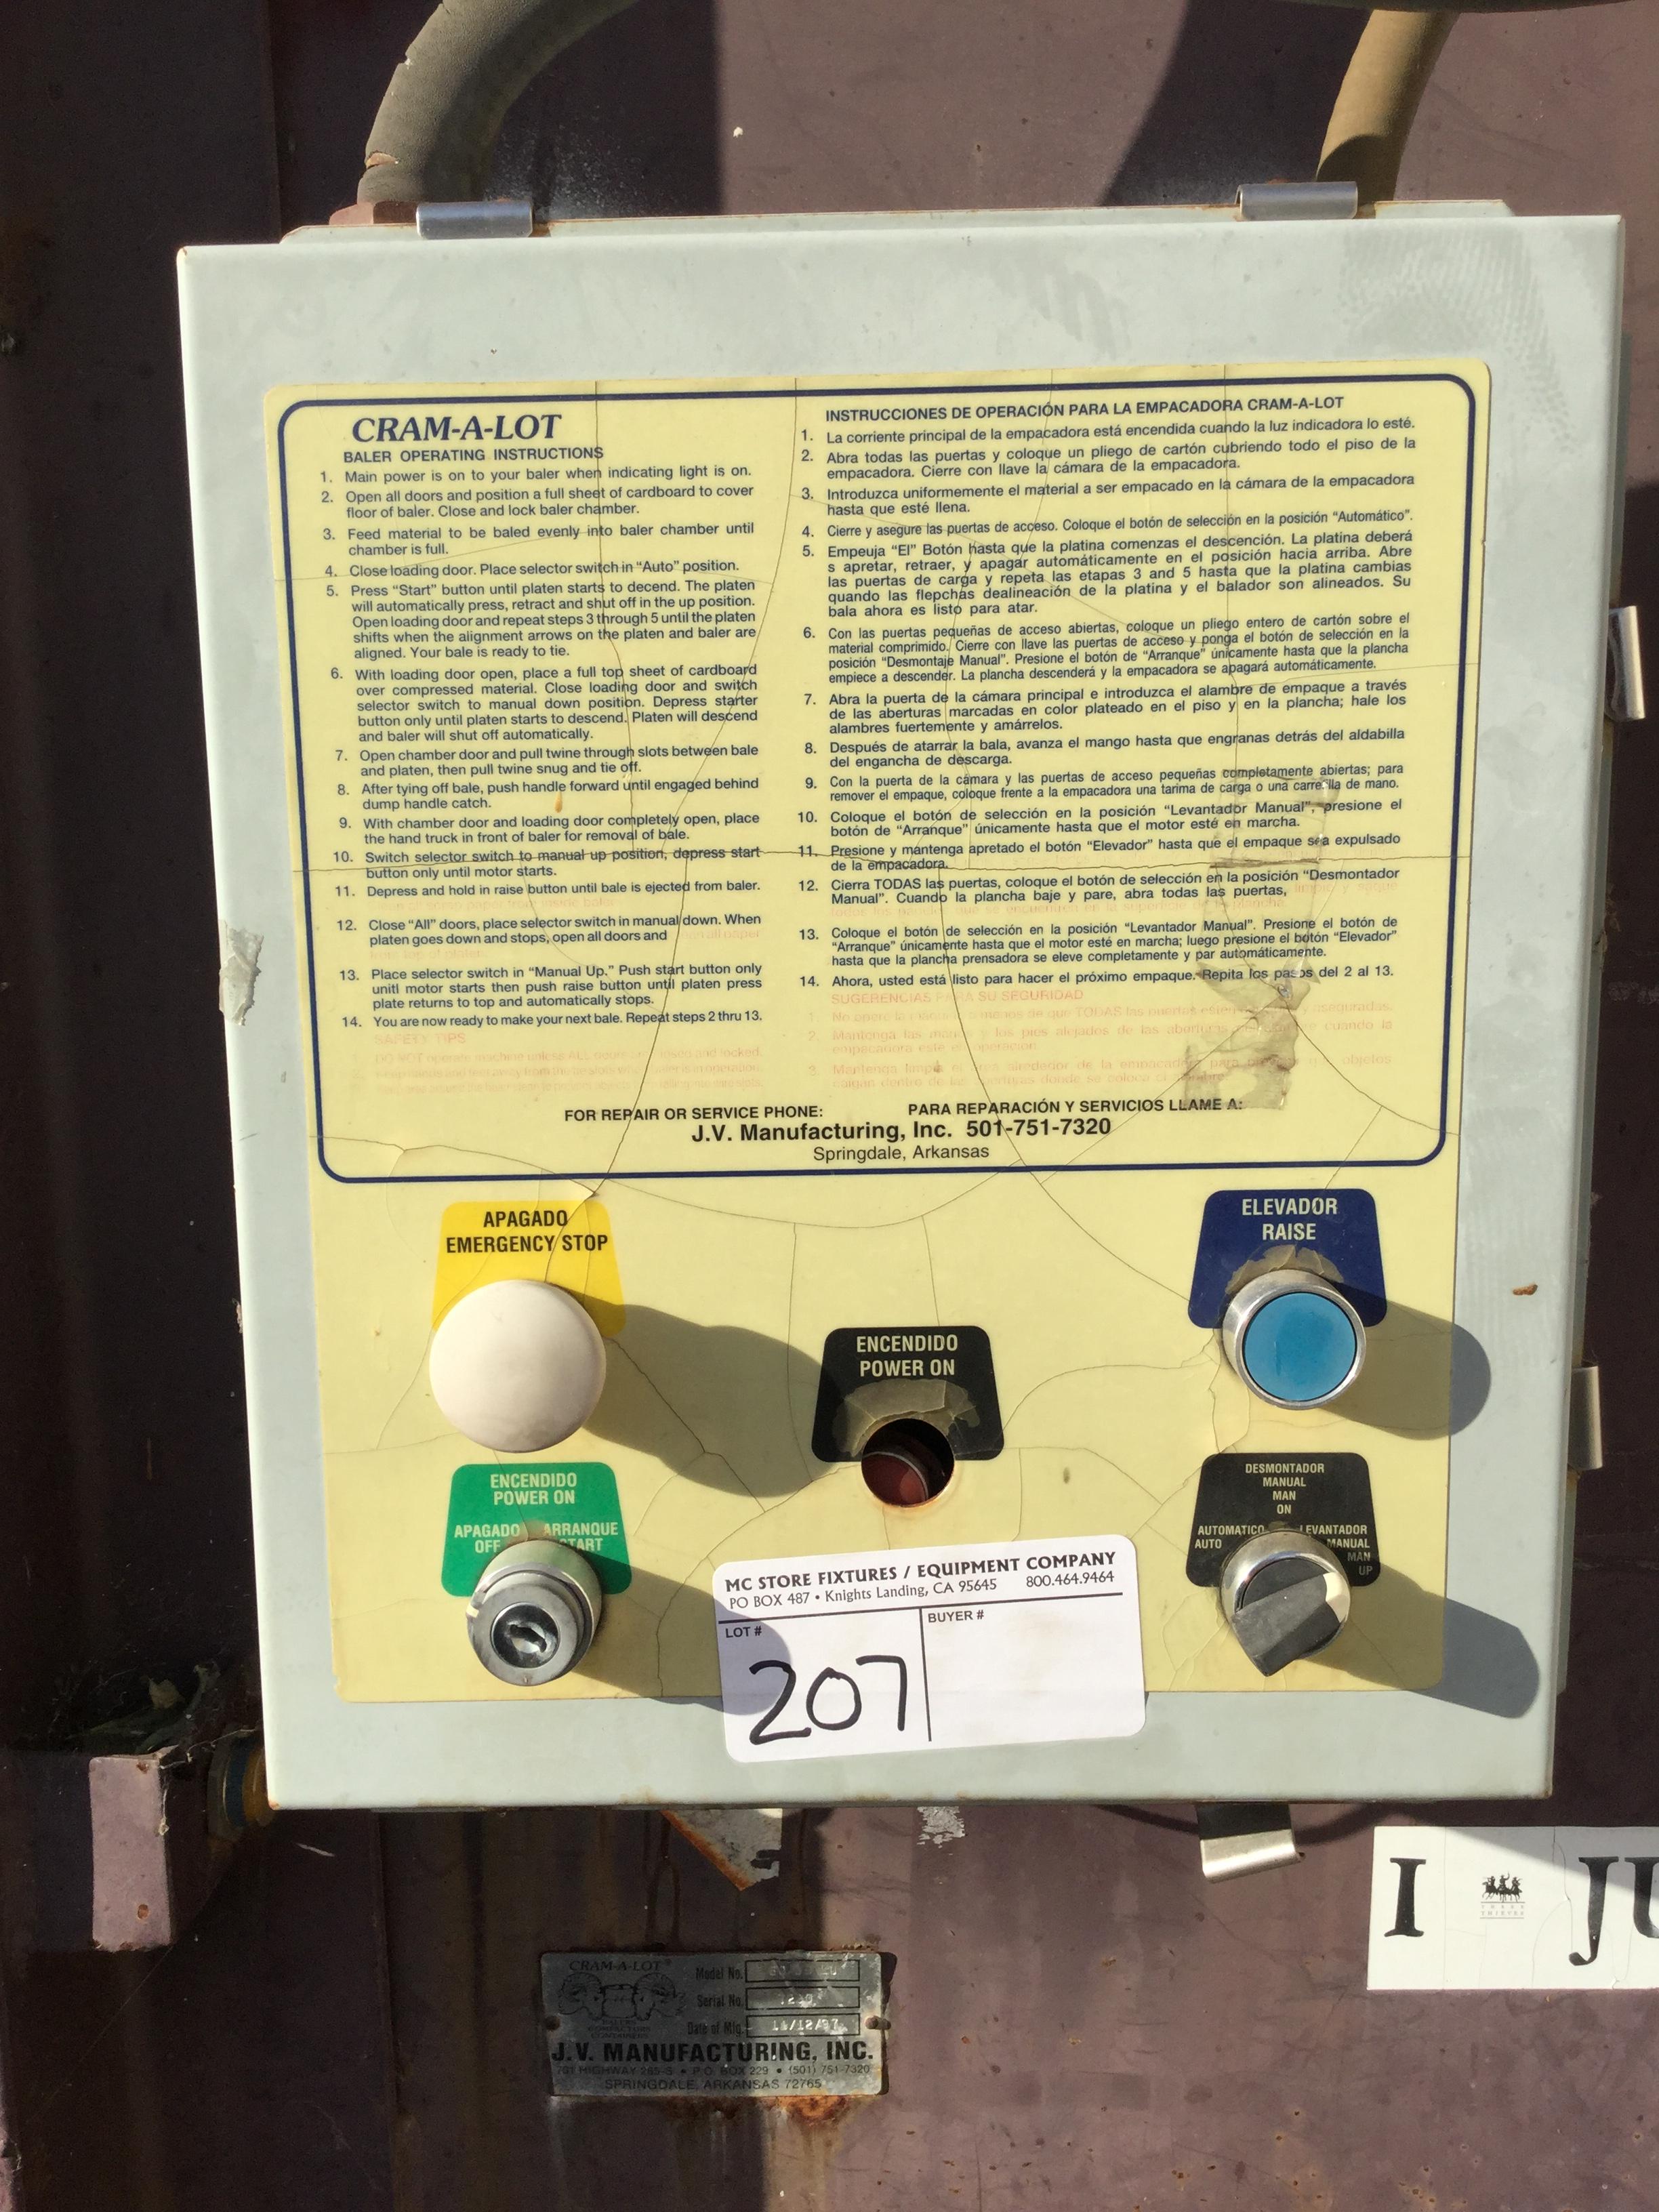 CRAM-A-LOT
BALER OPERATING INSTRUCTIONS
1. Main power is on to your baler when indicating light is on.
2. Open all doors and position a full sheet of cardboard to cover
floor of baler. Close and lock baler chamber.
3. Feed material to be baled evenly into baler chamber until
chamber is full.
4. Close loading door. Place selector switch in “Auto” position.
5. Press “Start” button until platen starts to decend. The platen
will automatically press, retract and shut off in the up position.
Open loading door and repeat steps 3 through 5 until the platen
shifts when the alignment arrows on the platen and baler are
aligned. Your bale is ready to tie.
6. With loading door open, place a full top sheet of cardboard
over compressed material. Close loading door and switch
selector switch to manual down position. Depress starter
button only until platen starts to descend. Platen will descend
and baler will shut off automatically.
7. Open chamber door and pull twine through slots between bale
and platen, then pull twine snug and tie off.
8. After tying off bale, push handle forward until engaged behind
dump handle catch.
9. With chamber door and loading door completely open, place
the hand truck in front of baler for removal of bale.
10. Switch selector switch to manual up position, depress start
button only until motor starts.
11. Depress and hold in raise button until bale is ejected from baler.
12. Close “All” doors, place selector switch in manual down. When
platen goes down and stops, open all doors and
13. Place selector switch in “Manual Up.” Push start button only
unitl motor starts then push raise button until platen press
plate returns to top and automatically stops.
14. You are now ready to make your next bale. Repeat steps 2 thru 13.
SAFETY TIPS
INSTRUCCIONES DE OPERACIÓN PARA LA EMPACADORA CRAM-A-LOT
1. La corriente principal de la empacadora está encendida cuando la luz indicadora lo esté.
2. Abra todas las puertas y coloque un pliego de cartón cubriendo todo el piso de la
empacadora. Cierre con llave la cámara de la empacadora.
3. Introduzca uniformemente el material a ser empacado en la cámara de la empacadora
hasta que esté llena.
4. Cierre y asegure las puertas de acceso. Coloque el botón de selección en la posición “Automático”.
5. Empeuja “El” Botón hasta que la platina comenzas el descención. La platina deberá
s apretar, retraer, y apagar automáticamente en el posición hacia arriba. Abre
las puertas de carga y repeta las etapas 3 and 5 hasta que la platina cambias
quando las flepchas dealineación de la platina y el balador son alineados. Su
bala ahora es listo para atar.
6. Con las puertas pequeñas de acceso abiertas, coloque un pliego entero de cartón sobre el
material comprimido. Cierre con llave las puertas de acceso y ponga el botón de selección en la
posición “Desmontaje Manual”. Presione el botón de “Arranque” únicamente hasta que la plancha
empiece a descender. La plancha descenderá y la empacadora se apagará automáticamente.
7. Abra la puerta de la cámara principal e introduzca el alambre de empaque a través
de las aberturas marcadas en color plateado en el piso y en la plancha; hale los
alambres fuertemente y amárrelos.
8. Después de atarrar la bala, avanza el mango hasta que engranas detrás del aldabilla
del engancha de descarga.
9. Con la puerta de la cámara y las puertas de acceso pequeñas completamente abiertas; para
remover el empaque, coloque frente a la empacadora una tarima de carga o una carretilla de mano.
10. Coloque el botón de selección en la posición “Levantador Manual”, presione el
botón de “Arranque” únicamente hasta que el motor esté en marcha.
11. Presione y mantenga apretado el botón “Elevador” hasta que el empaque sea expulsado
de la empacadora.
12. Cierra TODAS las puertas, coloque el botón de selección en la posición “Desmontador
Manual”. Cuando la plancha baje y pare, abra todas las puertas,
13. Coloque el botón de selección en la posición “Levantador Manual”. Presione el botón de
“Arranque” únicamente hasta que el motor esté en marcha; luego presione el botón “Elevador”
hasta que la plancha prensadora se eleve completamente y par automáticamente.
14. Ahora, usted está listo para hacer el próximo empaque. Repita los pasos del 2 al 13.
SUGERENCIAS PARA SU SEGURIDAD
FOR REPAIR OR SERVICE PHONE: PARA REPARACIÓN Y SERVICIOS LLAME A:
J.V. Manufacturing, Inc. 501-751-7320
Springdale, Arkansas
APAGADO
EMERGENCY STOP
ELEVADOR
RAISE
ENCENDIDO
POWER ON
ENCENDIDO
POWER ON
APAGADO ARRANQUE
OFF START
DESMONTADOR
MANUAL
MAN
ON
AUTOMATICO LEVANTADOR
AUTO MANUAL
MAN
UP
MC STORE FIXTURES / EQUIPMENT COMPANY
PO BOX 487 • Knights Landing, CA 95645 800.464.9464
LOT # BUYER #
207
I JU
CRAM-A-LOT
Model No.
Serial No.
Date of Mfg. 11/12/97
J.V. MANUFACTURING, INC.
P.O. BOX 229 • (501) 751-7320
SPRINGDALE, ARKANSAS 72765